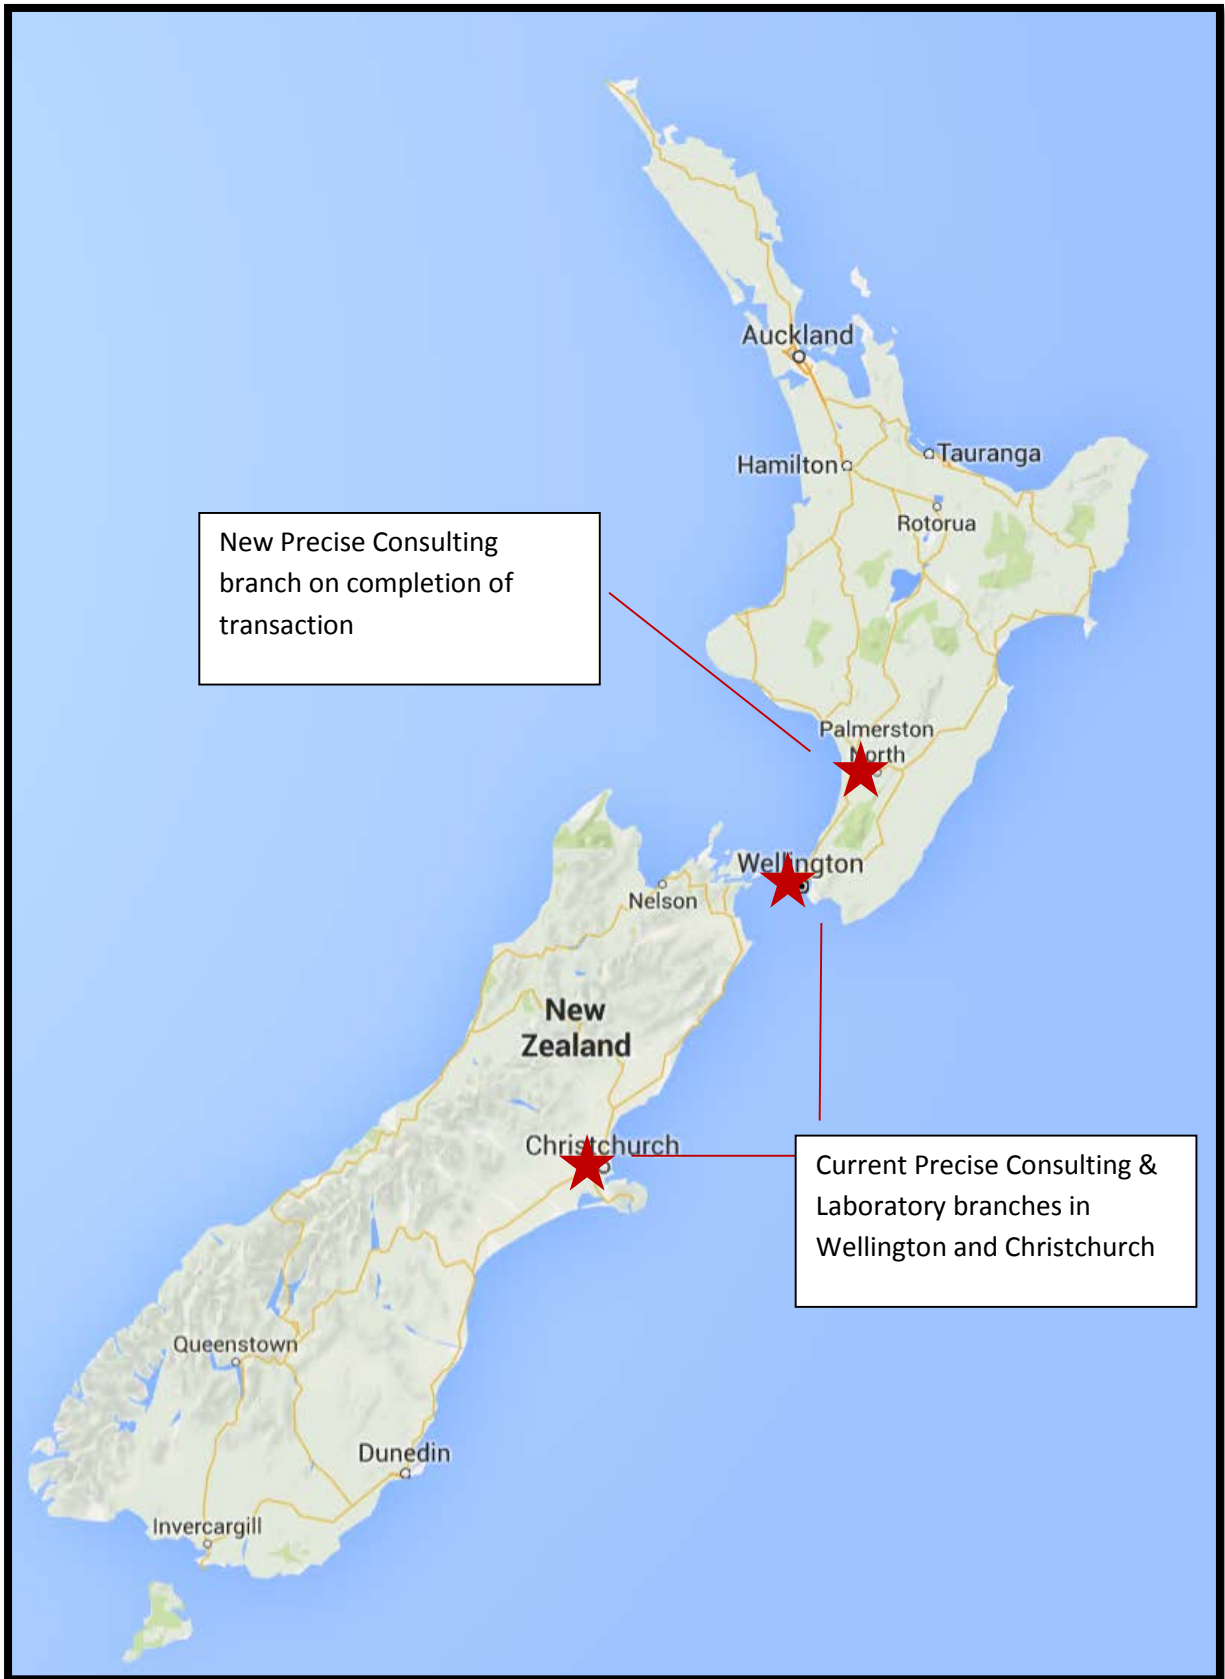 Auckland
Tauranga
Hamilton
Rotorua
New Precise Consulting
branch on completion of
transaction
Palmerston
North
Wellington
Nelson
New
Zealand
Christchurch
Current Precise Consulting &
Laboratory branches in
Wellington and Christchurch
Queenstown
Dunedin
Invercargill